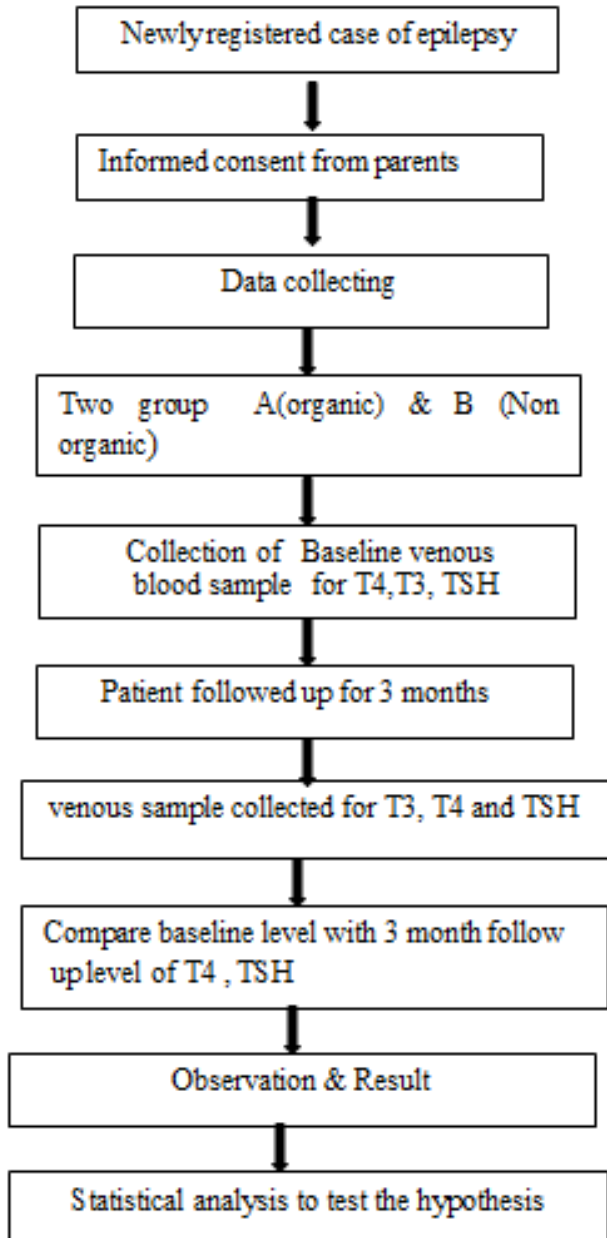 Newly registered case of epilepsy
Informed consent from parents
Data collecting
Two group A(organic) & B (Non
organic)
Collection of Baseline venous
blood sample for T4,T3, TSH
Patient followed up for 3 months
venous sample collected for T3, T4 and TSH
Compare baseline level with 3 month follow
up level of T4 , TSH
Observation & Result
Statistical analysis to test the hypothesis